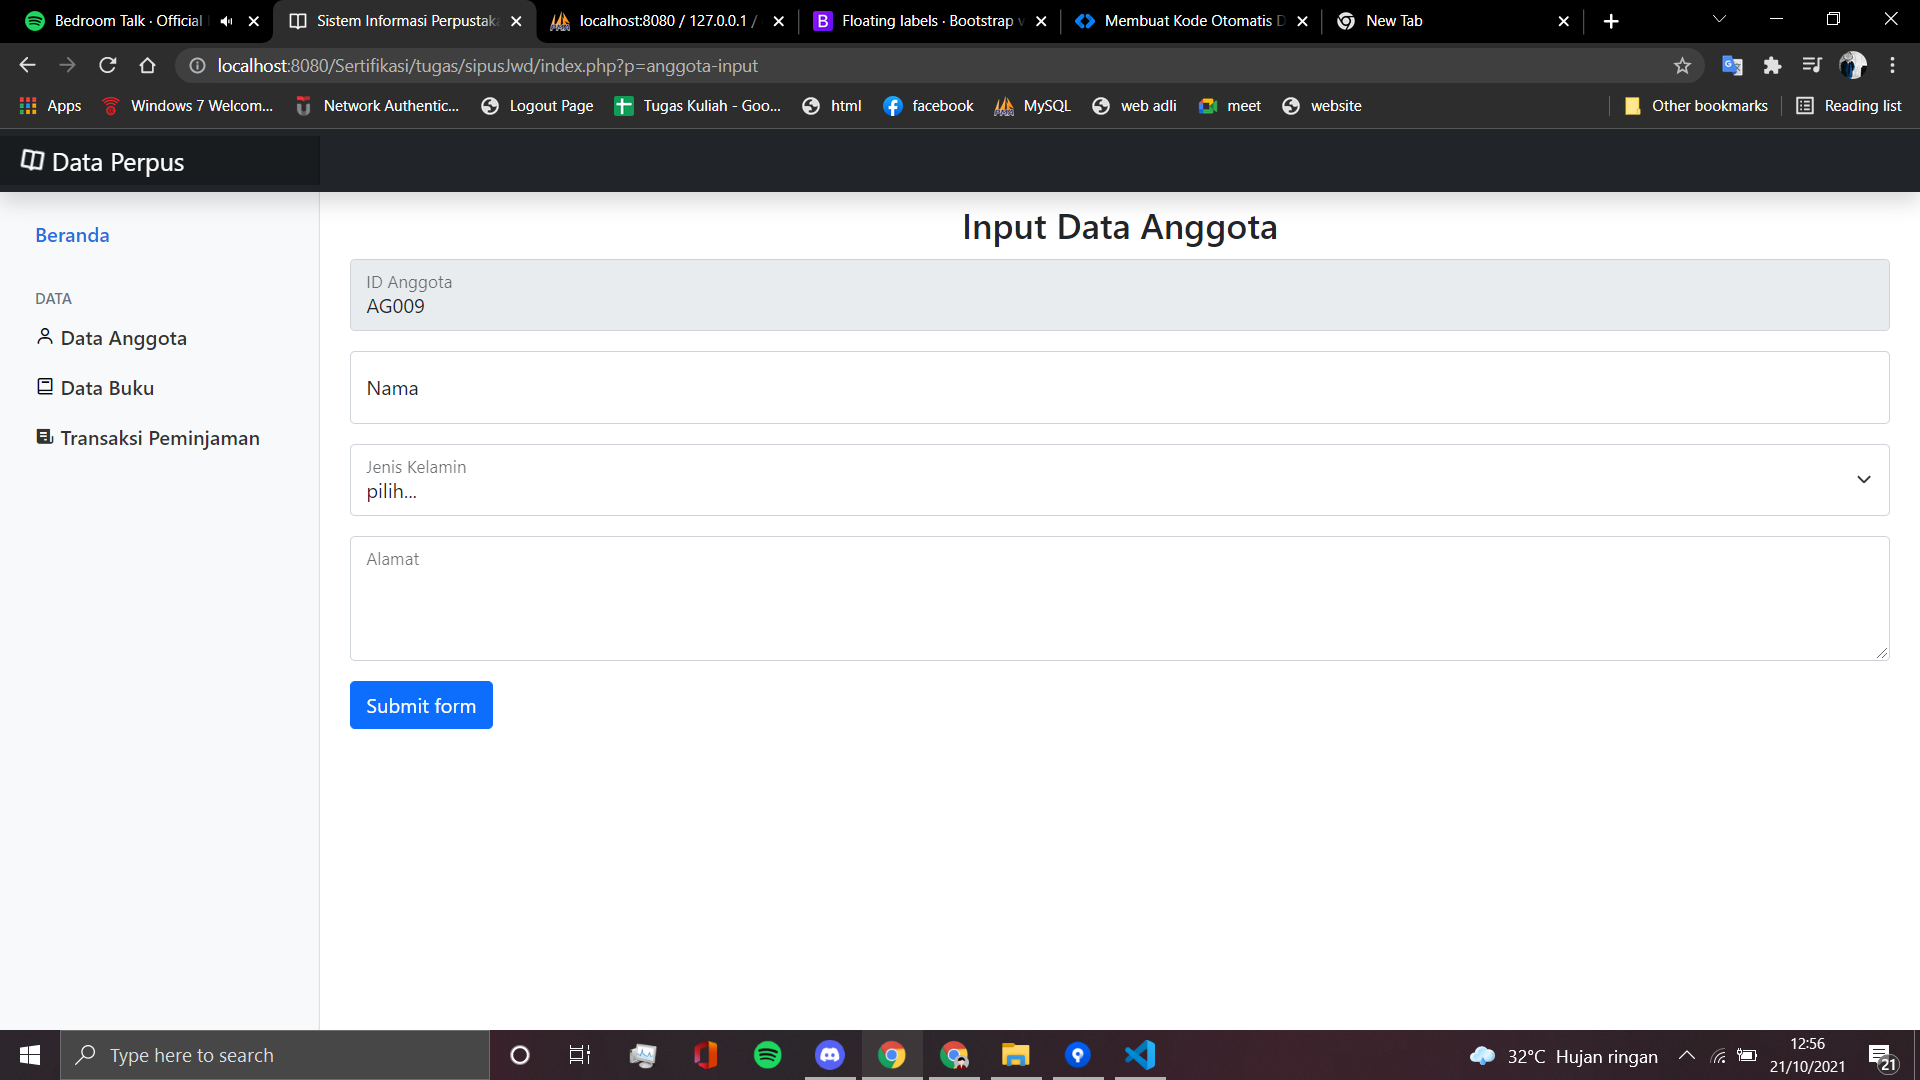 Bedroom Talk · Official
Sistem Informasi Perpustaka
localhost:8080 / 127.0.0.1 /
Floating labels · Bootstrap v
Membuat Kode Otomatis D
New Tab
localhost:8080/Sertifikasi/tugas/sipusJwd/index.php?p=anggota-input
Apps
Windows 7 Welcom...
Network Authentic...
Logout Page
Tugas Kuliah - Goo...
html
facebook
MySQL
web adli
meet
website
Other bookmarks
Reading list
Data Perpus
Beranda
DATA
Data Anggota
Data Buku
Transaksi Peminjaman
Input Data Anggota
ID Anggota
AG009
Nama
Jenis Kelamin
pilih...
Alamat
Submit form
Type here to search
32°C Hujan ringan
12:56
21/10/2021
21